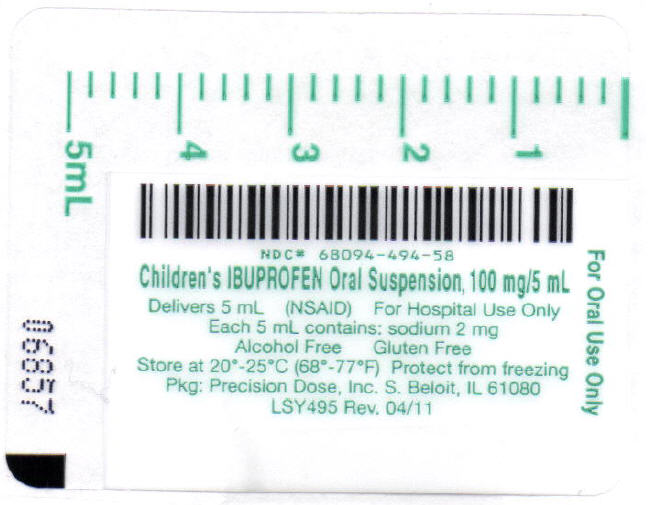 5mL
4
3
2
1
NDC# 68094-494-58
Children's IBUPROFEN Oral Suspension, 100 mg/5 mL
Delivers 5 mL (NSAID) For Hospital Use Only
Each 5 mL contains: sodium 2 mg
Alcohol Free Gluten Free
Store at 20°-25°C (68°-77°F) Protect from freezing
Pkg: Precision Dose, Inc. S. Beloit, IL 61080
LSY495 Rev. 04/11
For Oral Use Only
06857